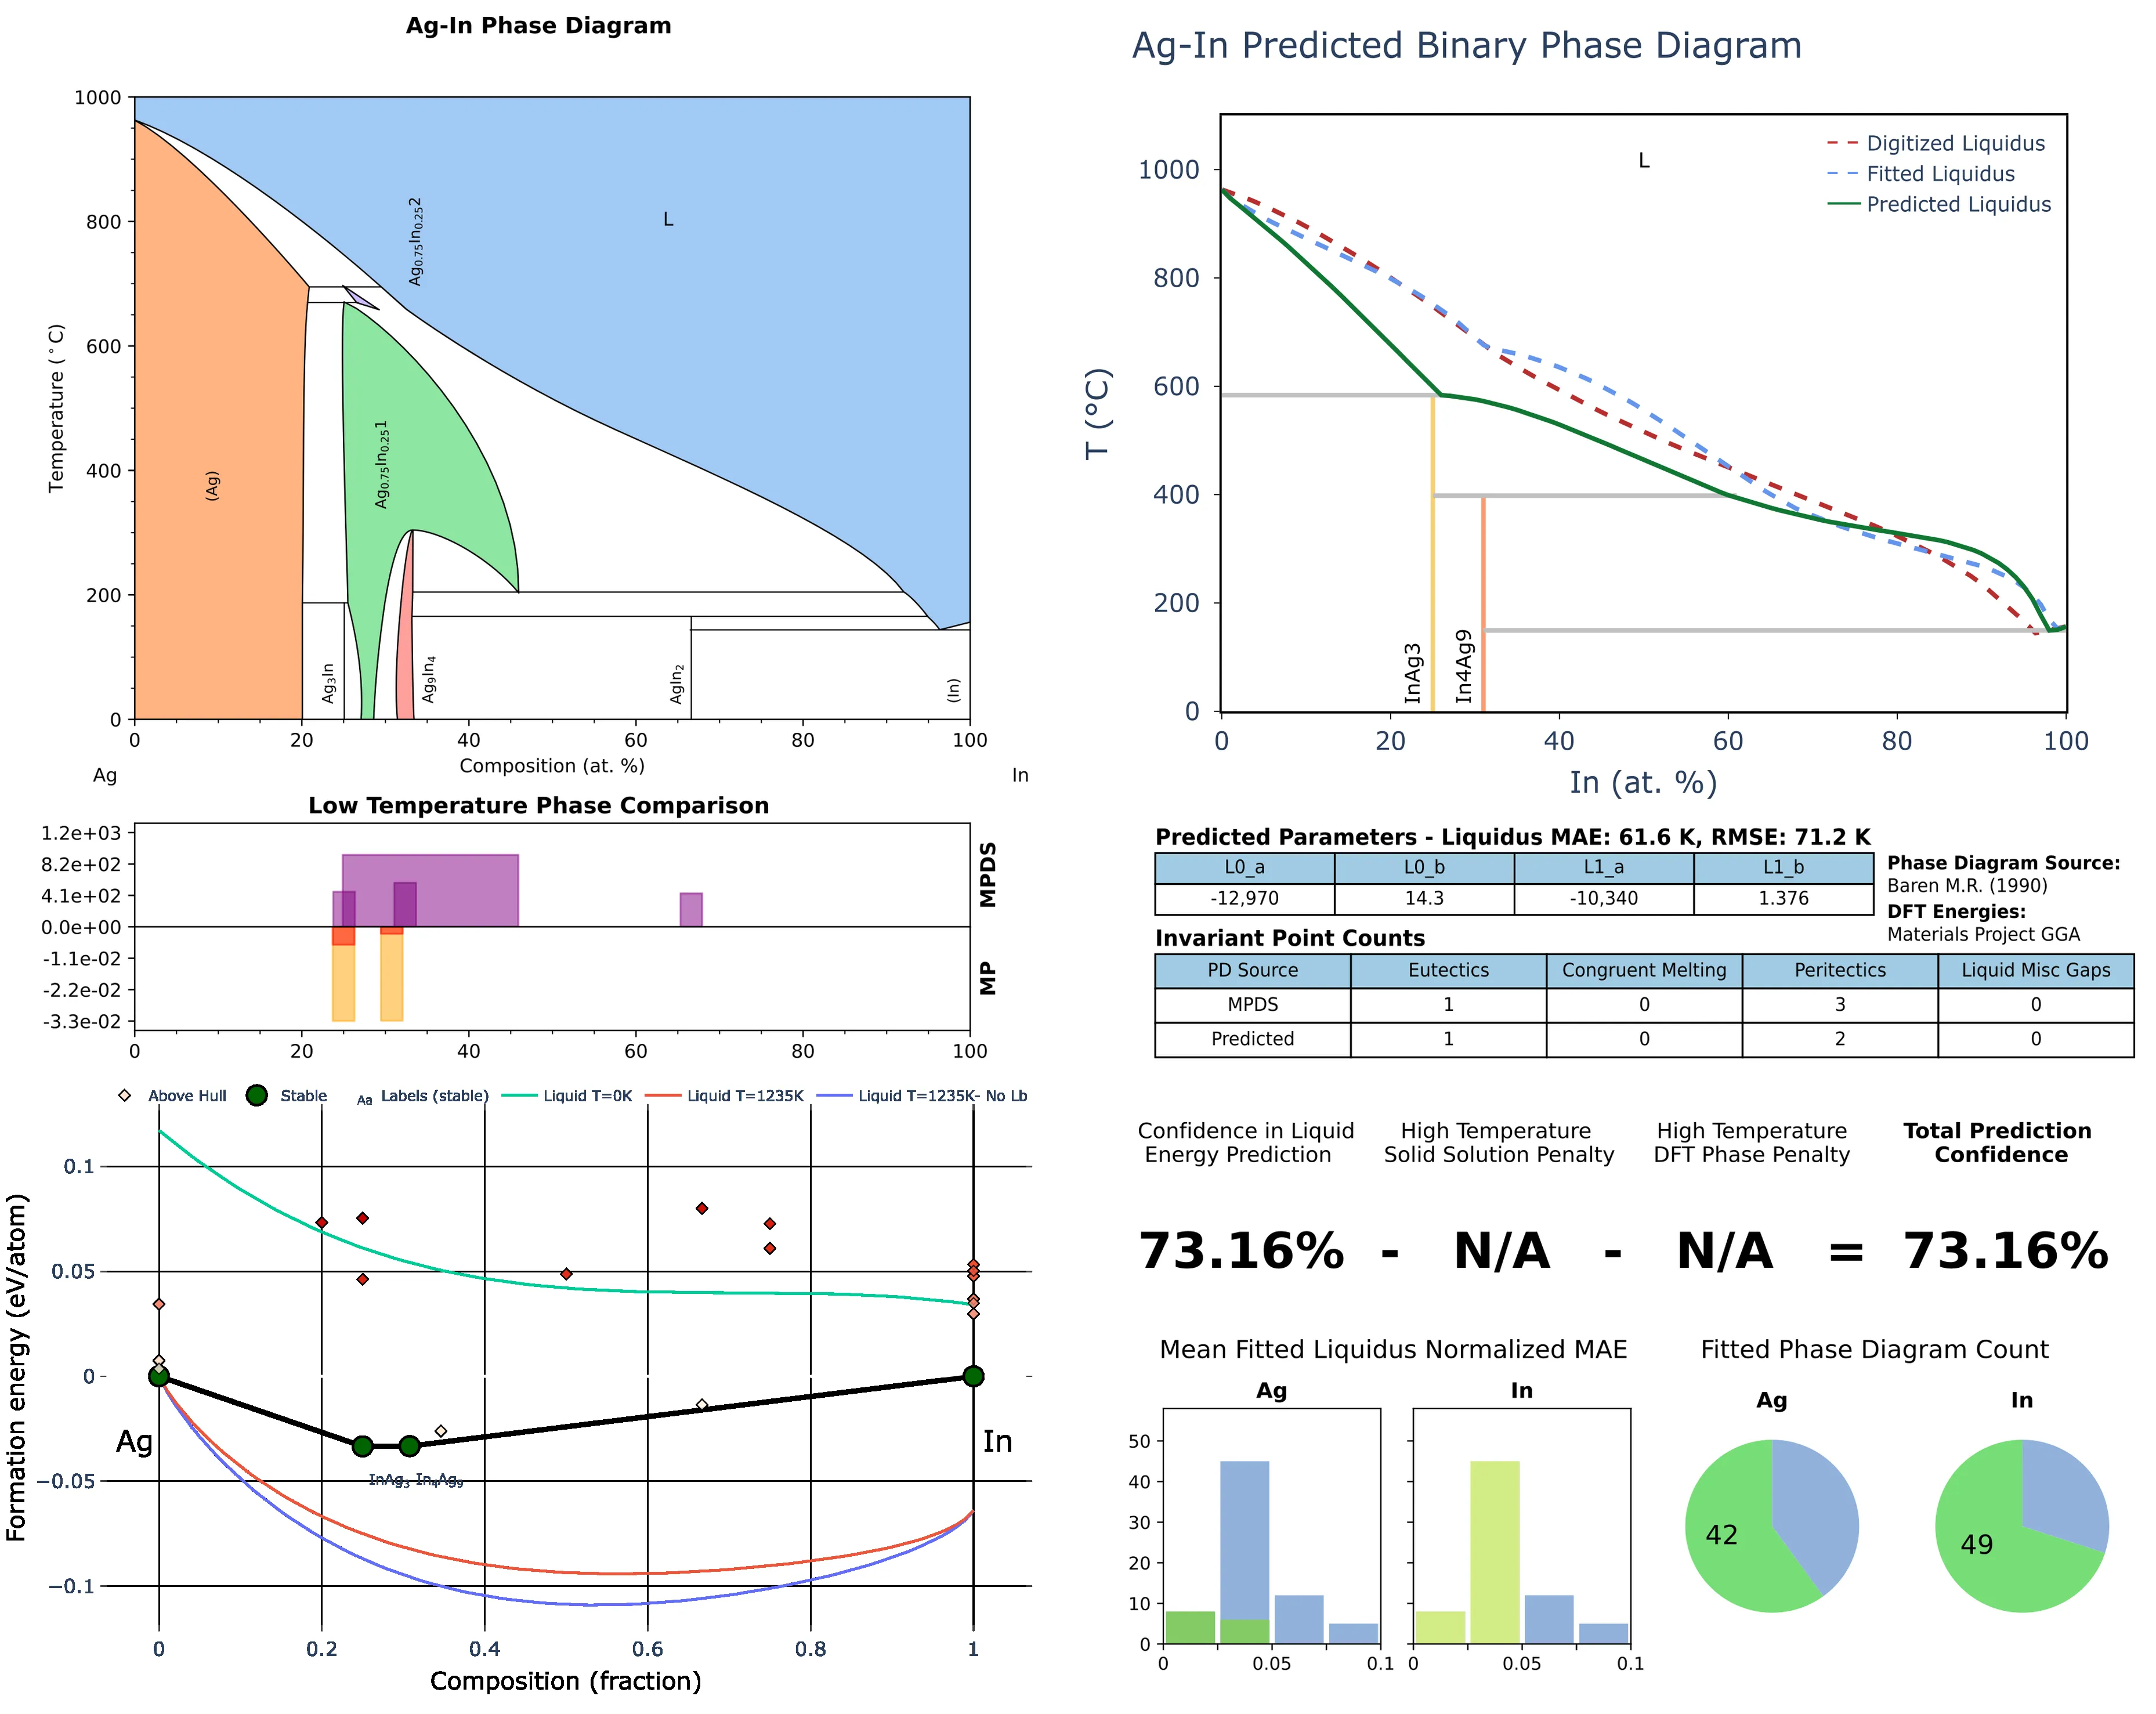 Ag-In Phase Diagram
1000
800
600
400
200
0
Temperature (°C)
(Ag)
Ag0.75In0.252
Ag0.75In0.251
L
Ag3In
Ag9In4
AgIn2
(In)
0 20 40 60 80 100
Composition (at. %)
Ag
In
Low Temperature Phase Comparison
1.2e+03
8.2e+02
4.1e+02
0.0e+00
-1.1e-02
-2.2e-02
-3.3e-02
MPDS
MP
0 20 40 60 80 100
Above Hull Stable Aa Labels (stable) Liquid T=0K Liquid T=1235K Liquid T=1235K- No Lb
0.1
0.05
0
−0.05
−0.1
Formation energy (eV/atom)
Ag
In
InAg3 In4Ag9
0 0.2 0.4 0.6 0.8 1
Composition (fraction)
Ag-In Predicted Binary Phase Diagram
L
Digitized Liquidus
Fitted Liquidus
Predicted Liquidus
1000
800
600
400
200
0
T (°C)
InAg3
In4Ag9
0 20 40 60 80 100
In (at. %)
Predicted Parameters - Liquidus MAE: 61.6 K, RMSE: 71.2 K
L0_a L0_b L1_a L1_b
-12,970 14.3 -10,340 1.376
Phase Diagram Source:
Baren M.R. (1990)
DFT Energies:
Materials Project GGA
Invariant Point Counts
PD Source Eutectics Congruent Melting Peritectics Liquid Misc Gaps
MPDS 1 0 3 0
Predicted 1 0 2 0
Confidence in Liquid
Energy Prediction
High Temperature
Solid Solution Penalty
High Temperature
DFT Phase Penalty
Total Prediction
Confidence
73.16% - N/A - N/A = 73.16%
Mean Fitted Liquidus Normalized MAE
Ag
In
50
40
30
20
10
0
0 0.05 0.1
0 0.05 0.1
Fitted Phase Diagram Count
Ag
In
42
49